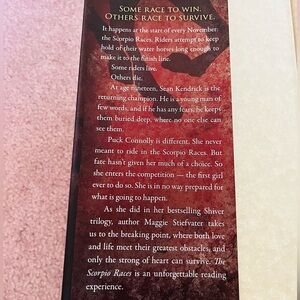 SOME RACE TO WIN.
OTHERS RACE TO SURVIVE.
It happens at the start of every November:
the Scorpio Races. Riders attempt to keep
hold of their water horses long enough to
make it to the finish line.
Some riders live.
Others die.
At age nineteen, Sean Kendrick is the
returning champion. He is a young man of
few words, and if he has any fears, he keeps
them buried deep, where no one else can
see them.
Puck Connolly is different. She never
meant to ride in the Scorpio Races. But
fate hasn't given her much of a choice. So
she enters the competition — the first girl
ever to do so. She is in no way prepared for
what is going to happen.
As she did in her bestselling Shiver
trilogy, author Maggie Stiefvater takes
us to the breaking point, where both love
and life meet their greatest obstacles, and
only the strong of heart can survive. The
Scorpio Races is an unforgettable reading
experience.